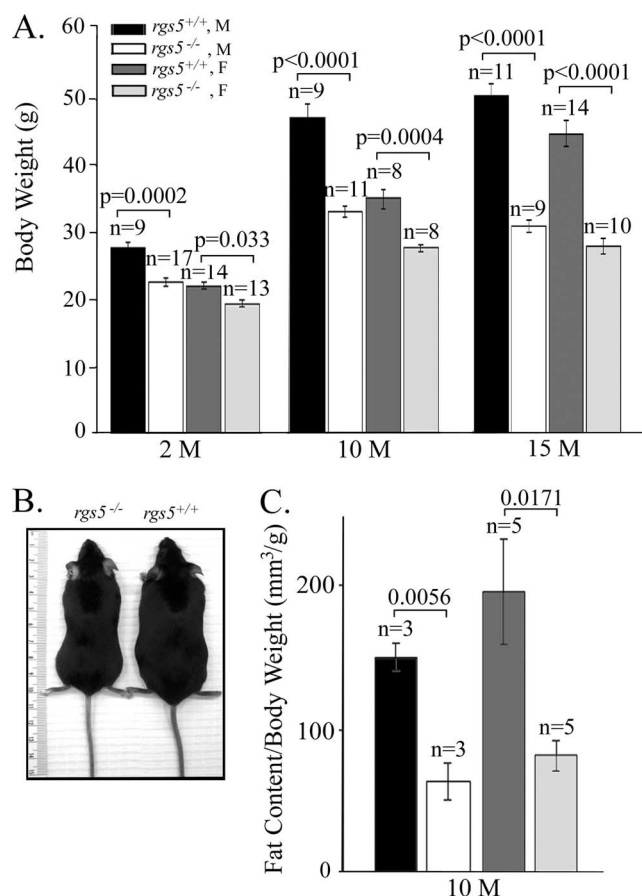 A.
rgs5+/+, M
rgs5-/-, M
rgs5+/+, F
rgs5-/-, F
Body Weight (g)
60
50
40
30
20
10
0
p=0.0002
n=9
n=17
p=0.033
n=14
n=13
p<0.0001
n=9
n=11
p=0.0004
n=8
n=8
p<0.0001
n=11
n=9
p<0.0001
n=14
n=10
2 M
10 M
15 M
B.
rgs5-/- rgs5+/+
C.
Fat Content/Body Weight (mm³/g)
200
100
0
0.0056
n=3
n=3
0.0171
n=5
n=5
10 M